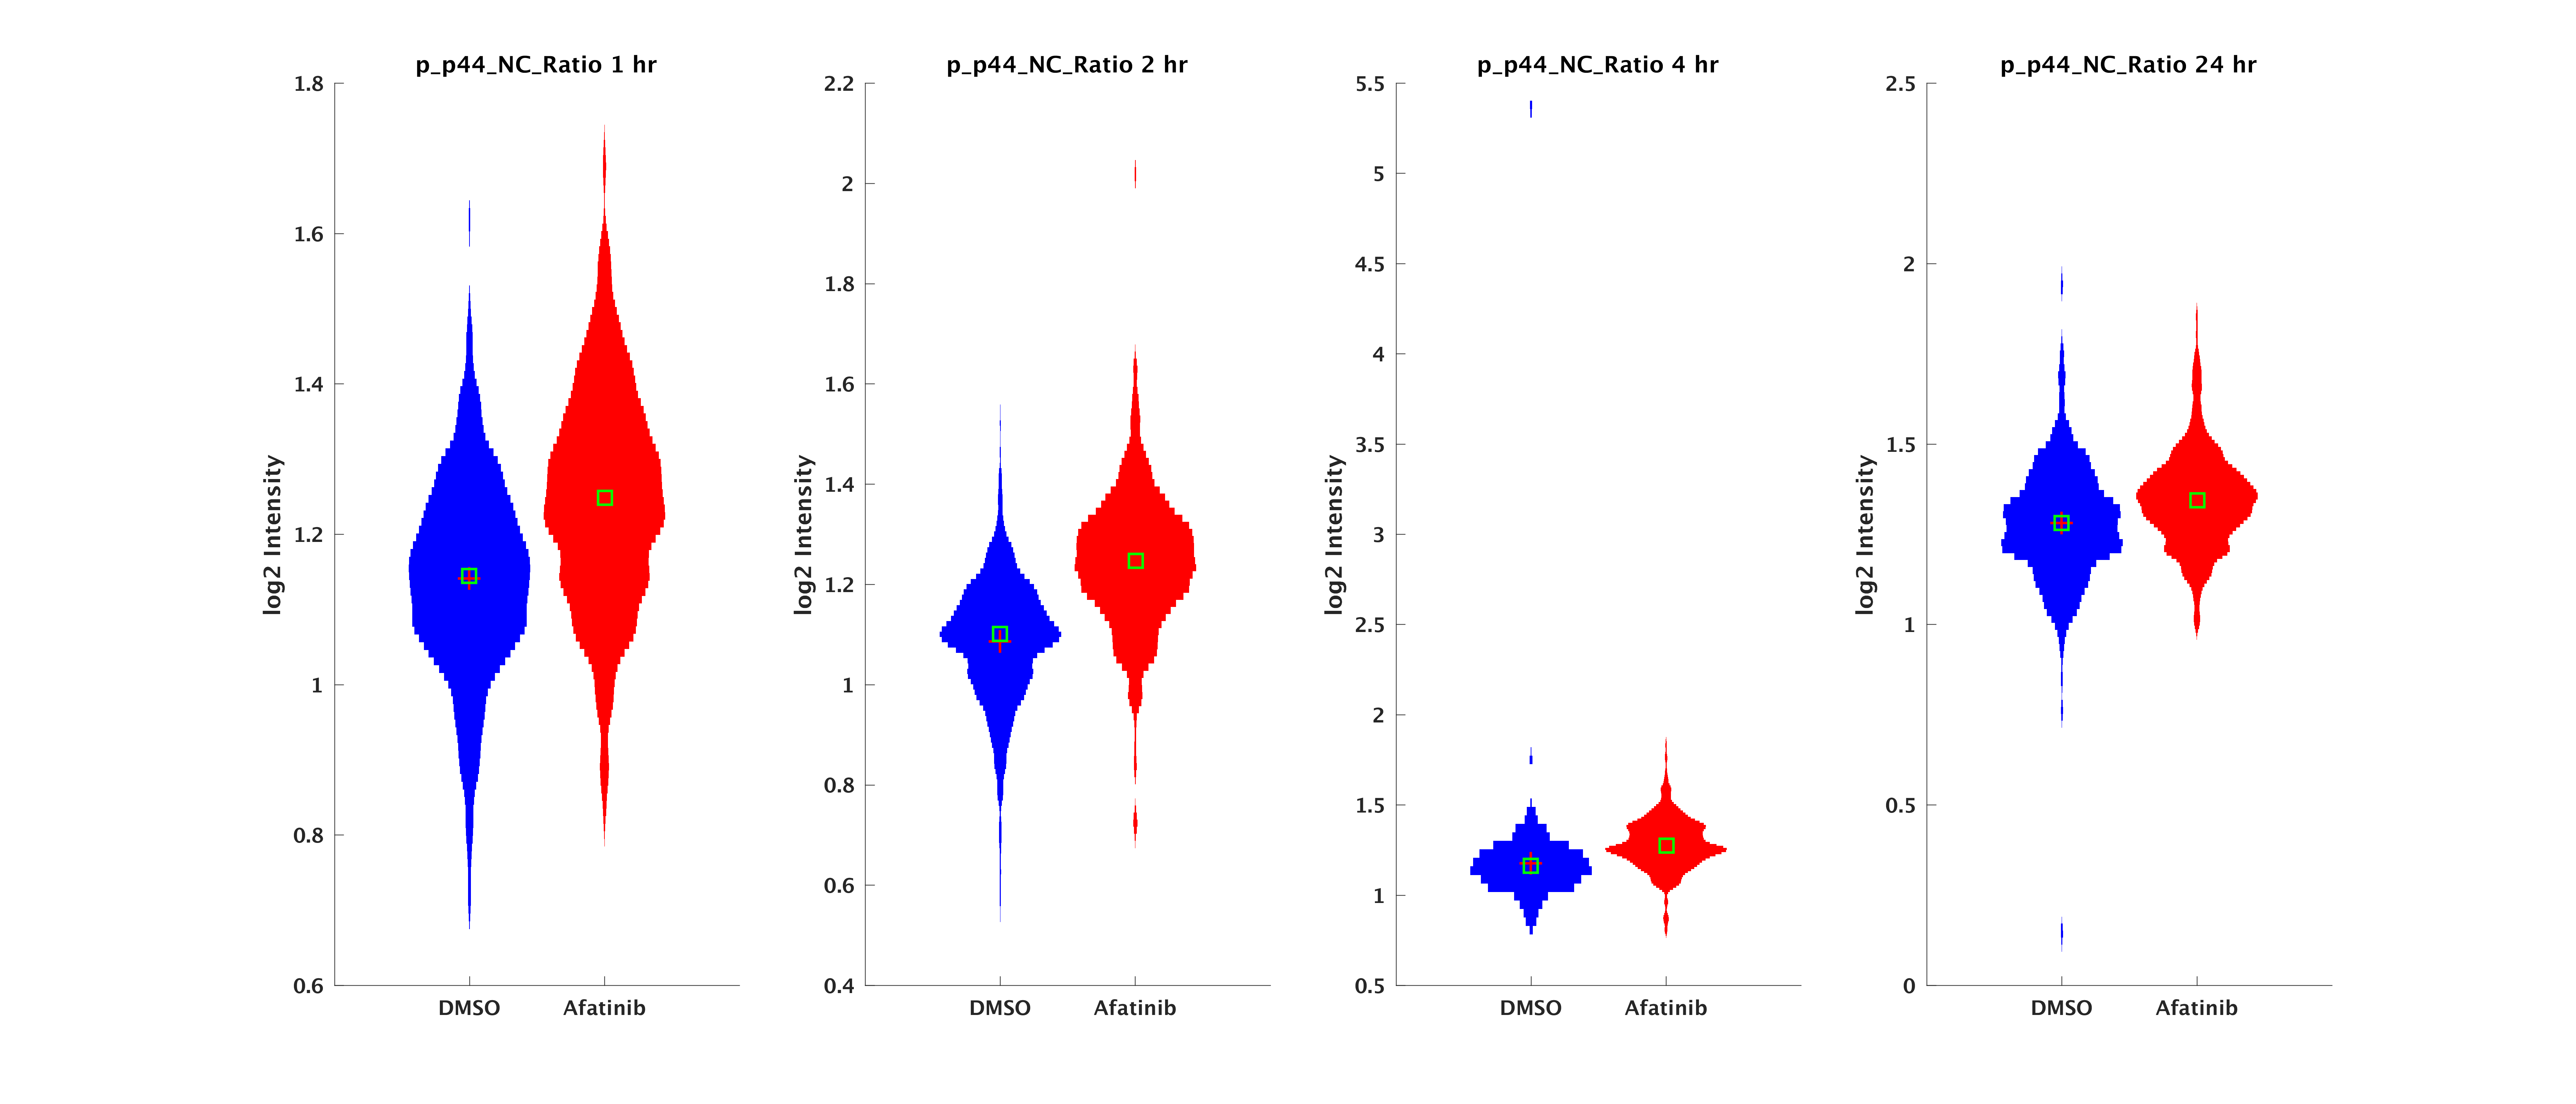 p_p44_NC_Ratio 1 hr
1.8
1.6
1.4
1.2
1
0.8
0.6
log2 Intensity
DMSO Afatinib
p_p44_NC_Ratio 2 hr
2.2
2
1.8
1.6
1.4
1.2
1
0.8
0.6
0.4
log2 Intensity
DMSO Afatinib
p_p44_NC_Ratio 4 hr
5.5
5
4.5
4
3.5
3
2.5
2
1.5
1
0.5
log2 Intensity
DMSO Afatinib
p_p44_NC_Ratio 24 hr
2.5
2
1.5
1
0.5
0
log2 Intensity
DMSO Afatinib